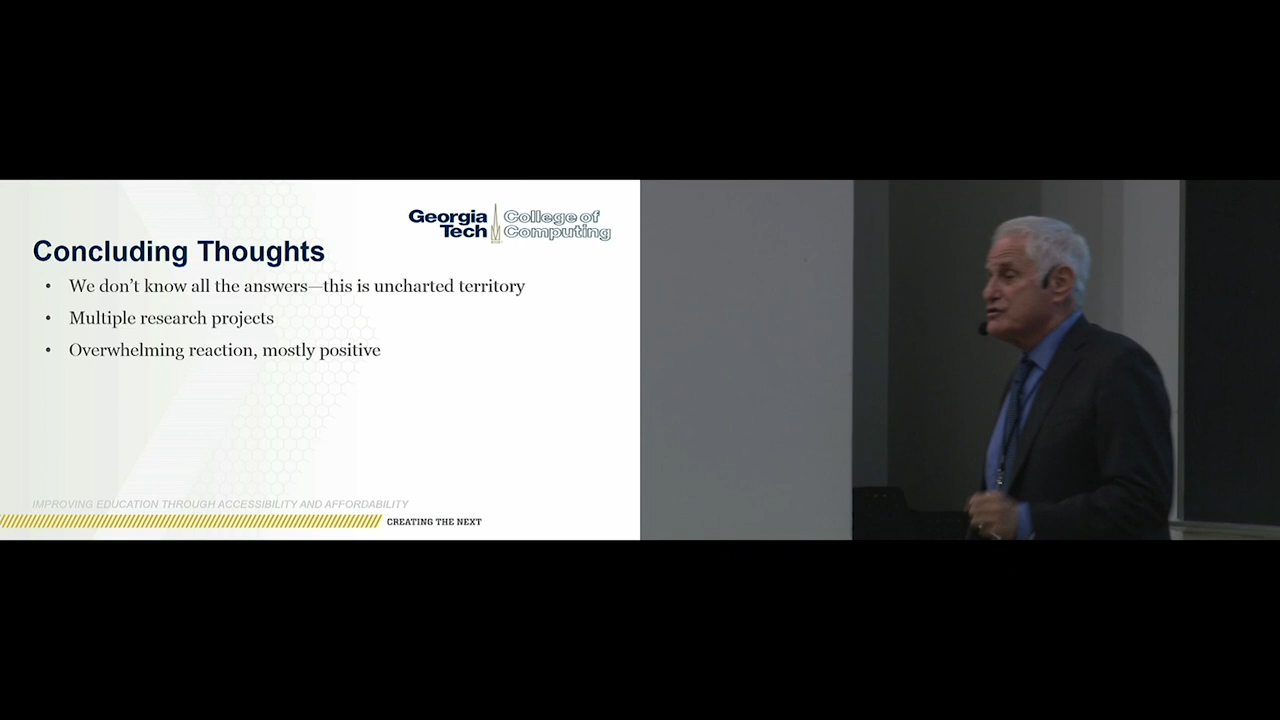 Georgia Tech
College of Computing
Concluding Thoughts
• We don’t know all the answers—this is uncharted territory
• Multiple research projects
• Overwhelming reaction, mostly positive
IMPROVING EDUCATION THROUGH ACCESSIBILITY AND AFFORDABILITY
CREATING THE NEXT